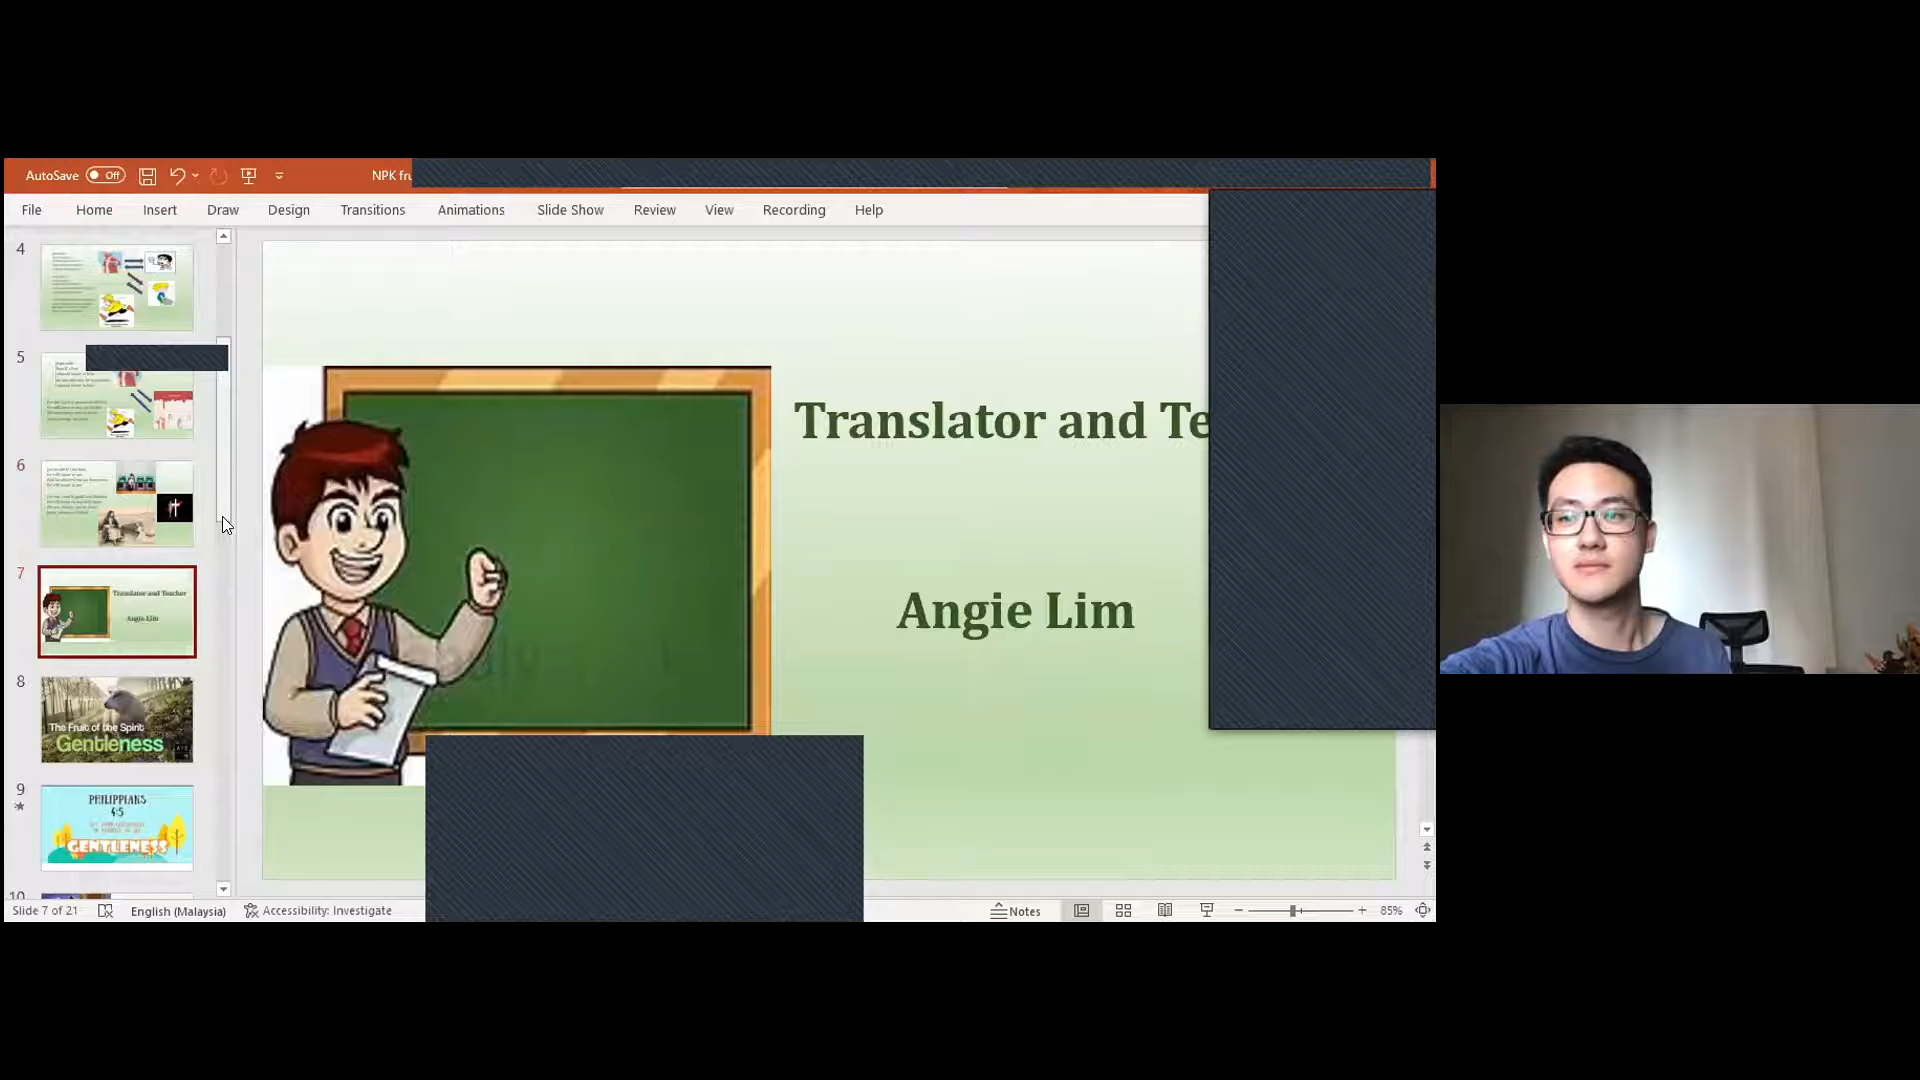 AutoSave Off NPK fru
File Home Insert Draw Design Transitions Animations Slide Show Review View Recording Help
4
5
6
7
Translator and Teacher
Angie Lim
8
The Fruit of the Spirit
Gentleness
9
PHILIPPIANS
4:5
GENTLENESS
10
Translator and Te
Angie Lim
Slide 7 of 21 English (Malaysia) Accessibility: Investigate Notes 85%